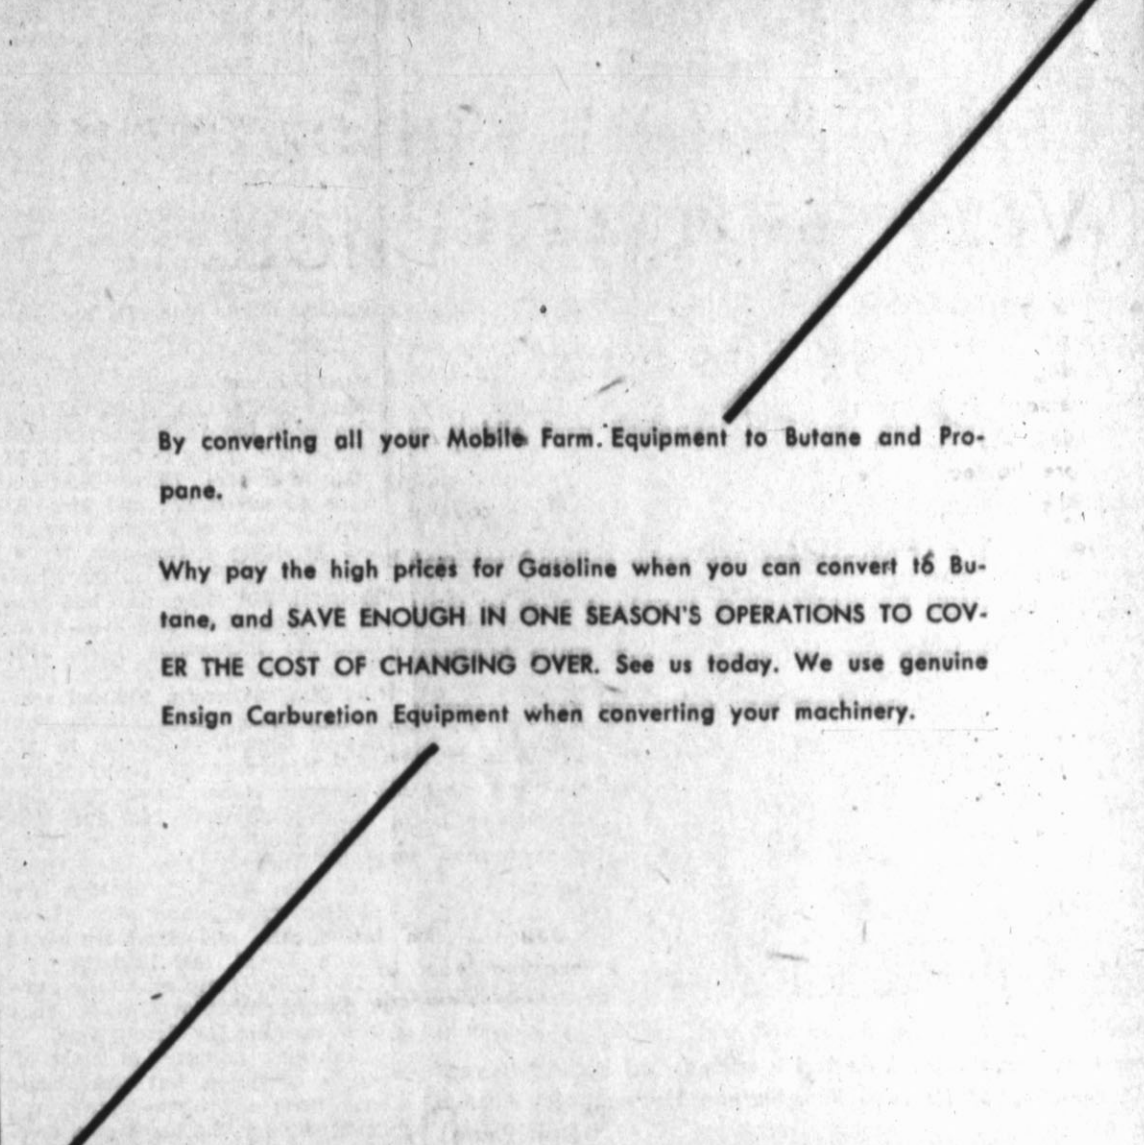 By converting all your Mobile Farm. Equipment to Butane and Pro-
pane.
Why pay the high prices for Gasoline when you can convert to Bu-
tane, and SAVE ENOUGH IN ONE SEASON'S OPERATIONS TO COV-
ER THE COST OF CHANGING OVER. See us today. We use genuine
Ensign Carburetion Equipment when converting your machinery.